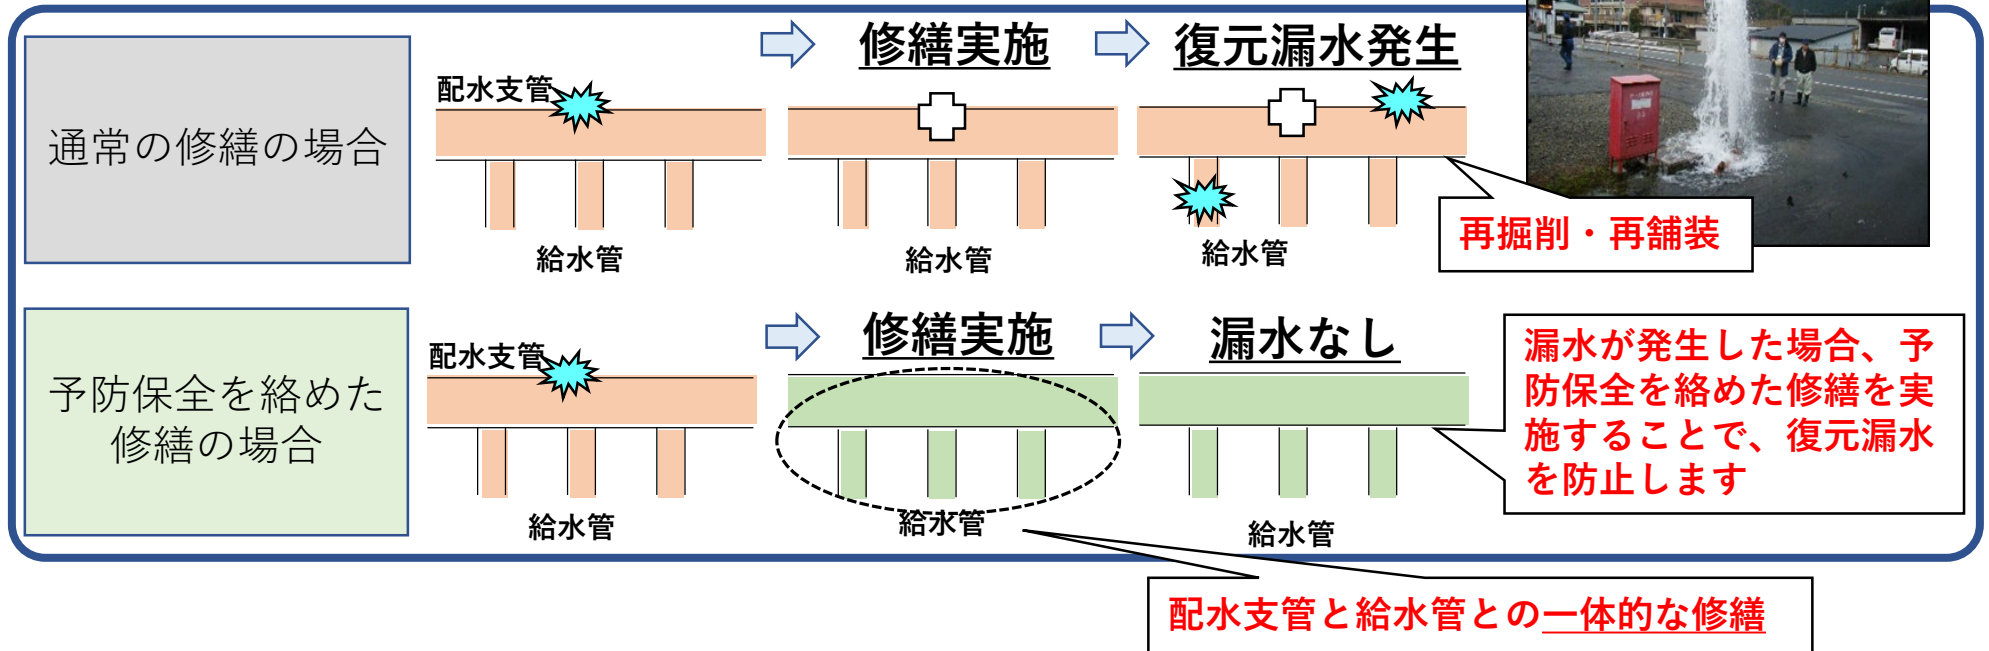 通常の修繕の場合
配水支管
給水管
修繕実施
給水管
復元漏水発生
給水管
再掘削・再舗装
予防保全を絡めた
修繕の場合
配水支管
給水管
修繕実施
給水管
漏水なし
給水管
漏水が発生した場合、予
防保全を絡めた修繕を実
施することで、復元漏水
を防止します
配水支管と給水管との一体的な修繕